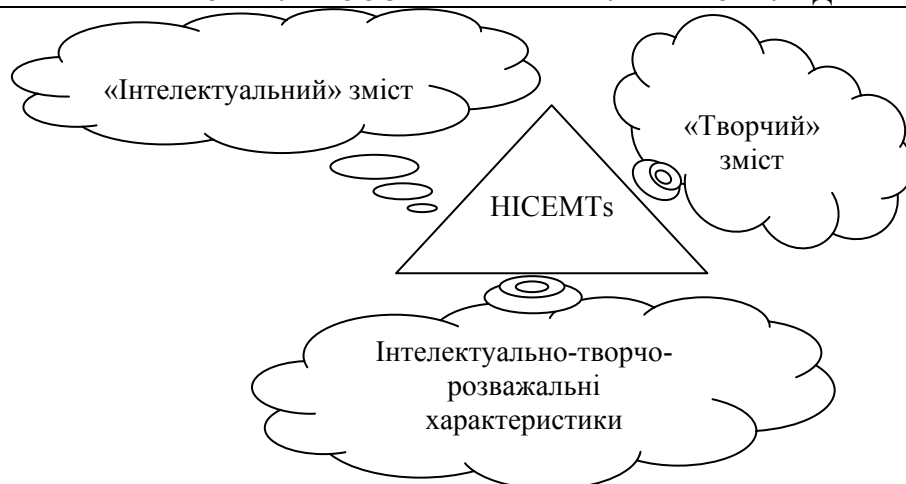 «Інтелектуальний» зміст
«Творчий»
зміст
HICEMTs
Інтелектуально-творчо-
розважальні
характеристики